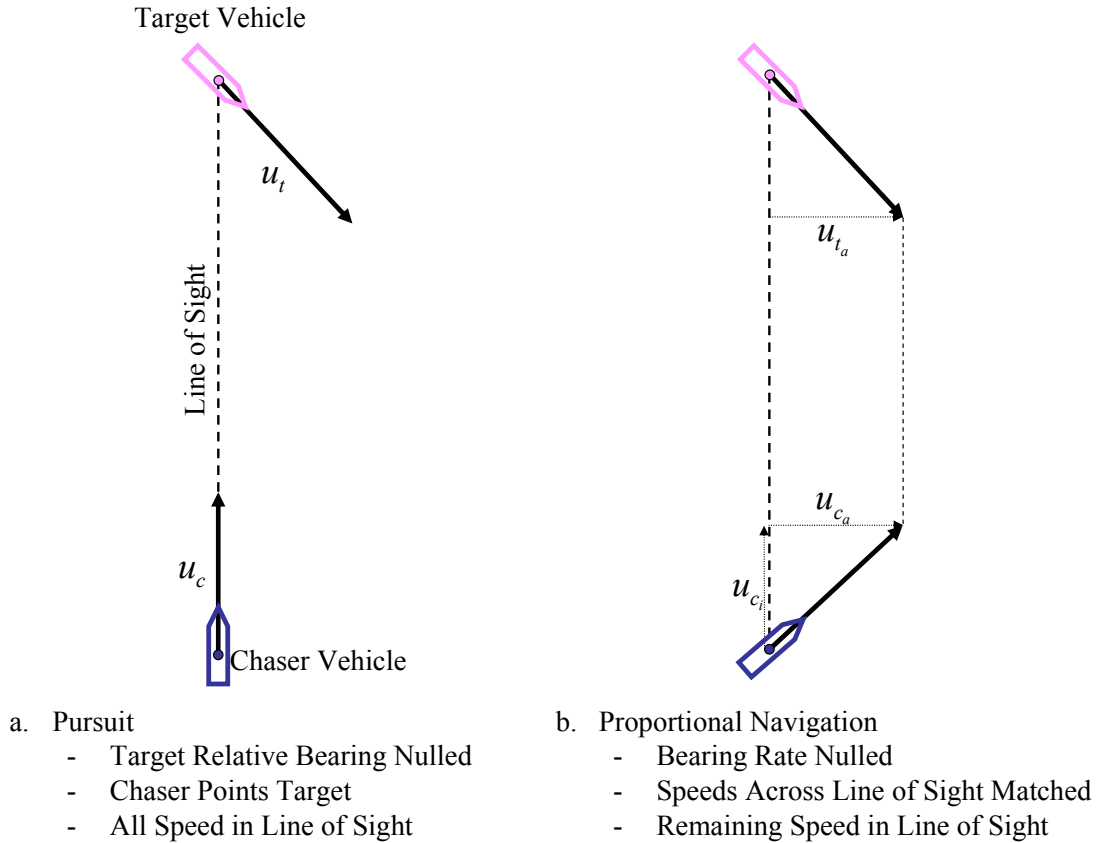 Target Vehicle
u_t
Line of Sight
u_c
Chaser Vehicle
u_{t_a}
u_{c_a}
u_{c_i}
a. Pursuit
- Target Relative Bearing Nulled
- Chaser Points Target
- All Speed in Line of Sight
b. Proportional Navigation
- Bearing Rate Nulled
- Speeds Across Line of Sight Matched
- Remaining Speed in Line of Sight